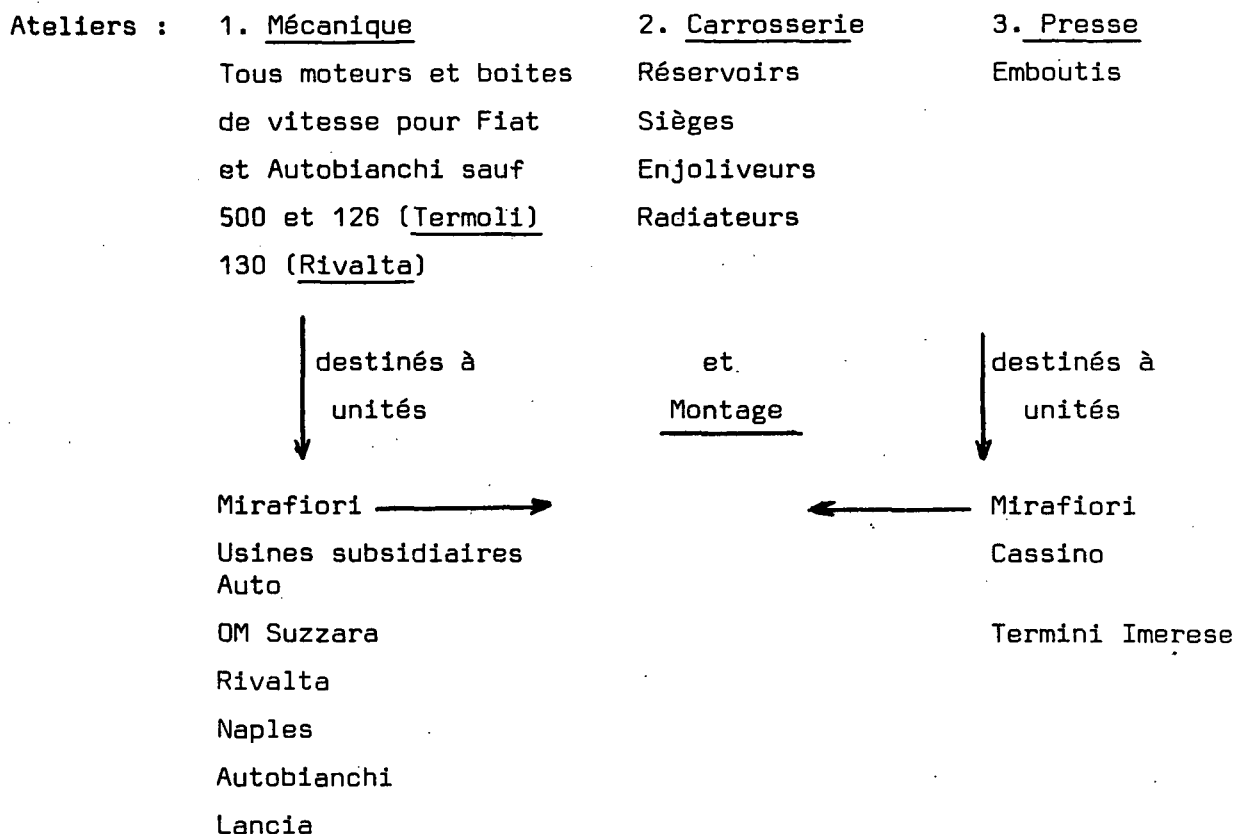 Ateliers : 1. Mécanique 2. Carrosserie 3. Presse
Tous moteurs et boites Réservoirs Emboutis
de vitesse pour Fiat Sièges
et Autobianchi sauf Enjoliveurs
500 et 126 (Termoli) Radiateurs
130 (Rivalta)
destinés à et destinés à
unités Montage unités
Mirafiori Mirafiori
Usines subsidiaires Cassino
Auto
OM Suzzara Termini Imerese
Rivalta
Naples
Autobianchi
Lancia